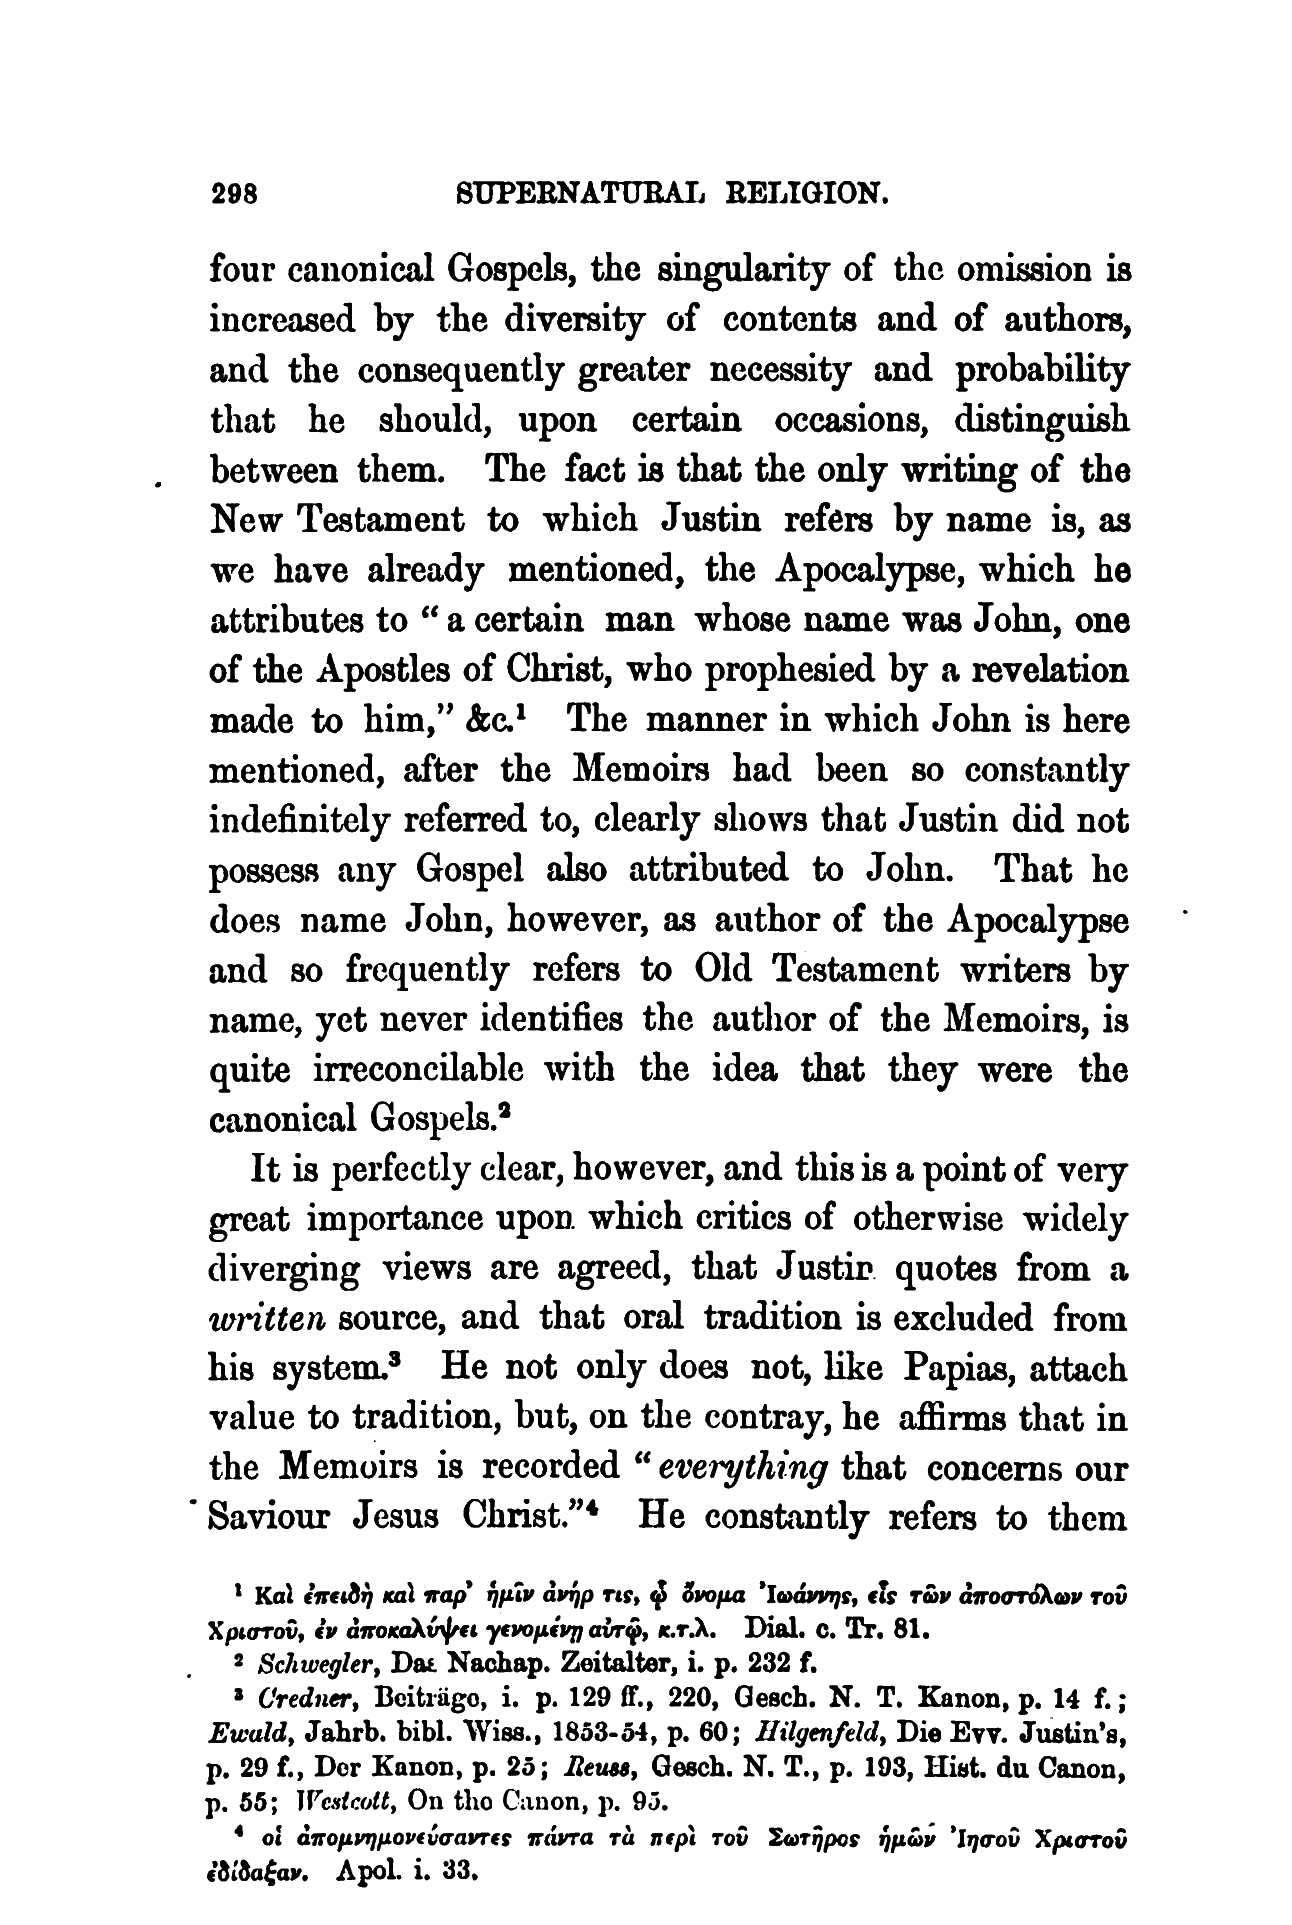 298 SUPERNATURAL RELIGION.
four canonical Gospels, the singularity of the omission is
increased by the diversity of contents and of authors,
and the consequently greater necessity and probability
that he should, upon certain occasions, distinguish
between them. The fact is that the only writing of the
New Testament to which Justin refers by name is, as
we have already mentioned, the Apocalypse, which he
attributes to “a certain man whose name was John, one
of the Apostles of Christ, who prophesied by a revelation
made to him,” &c.¹ The manner in which John is here
mentioned, after the Memoirs had been so constantly
indefinitely referred to, clearly shows that Justin did not
possess any Gospel also attributed to John. That he
does name John, however, as author of the Apocalypse
and so frequently refers to Old Testament writers by
name, yet never identifies the author of the Memoirs, is
quite irreconcilable with the idea that they were the
canonical Gospels.²
It is perfectly clear, however, and this is a point of very
great importance upon which critics of otherwise widely
diverging views are agreed, that Justin quotes from a
written source, and that oral tradition is excluded from
his system.³ He not only does not, like Papias, attach
value to tradition, but, on the contray, he affirms that in
the Memoirs is recorded “everything that concerns our
Saviour Jesus Christ.”⁴ He constantly refers to them
¹ Καὶ ἐπειδὴ καὶ παρ’ ἡμῖν ἀνήρ τις, ᾧ ὄνομα Ἰωάννης, εἷς τῶν ἀποστόλων τοῦ
Χριστοῦ, ἐν ἀποκαλύψει γενομένῃ αὐτῷ, κ.τ.λ. Dial. c. Tr. 81.
² Schwegler, Das Nachap. Zeitalter, i. p. 232 f.
³ Credner, Beiträge, i. p. 129 ff., 220, Gesch. N. T. Kanon, p. 14 f.;
Ewald, Jahrb. bibl. Wiss., 1853-54, p. 60; Hilgenfeld, Die Evv. Justin's,
p. 29 f., Der Kanon, p. 25; Reuss, Gesch. N. T., p. 193, Hist. du Canon,
p. 55; Westcott, On the Canon, p. 95.
⁴ οἱ ἀπομνημονεύσαντες πάντα τὰ περὶ τοῦ Σωτῆρος ἡμῶν Ἰησοῦ Χριστοῦ
ἐδίδαξαν. Apol. i. 33.